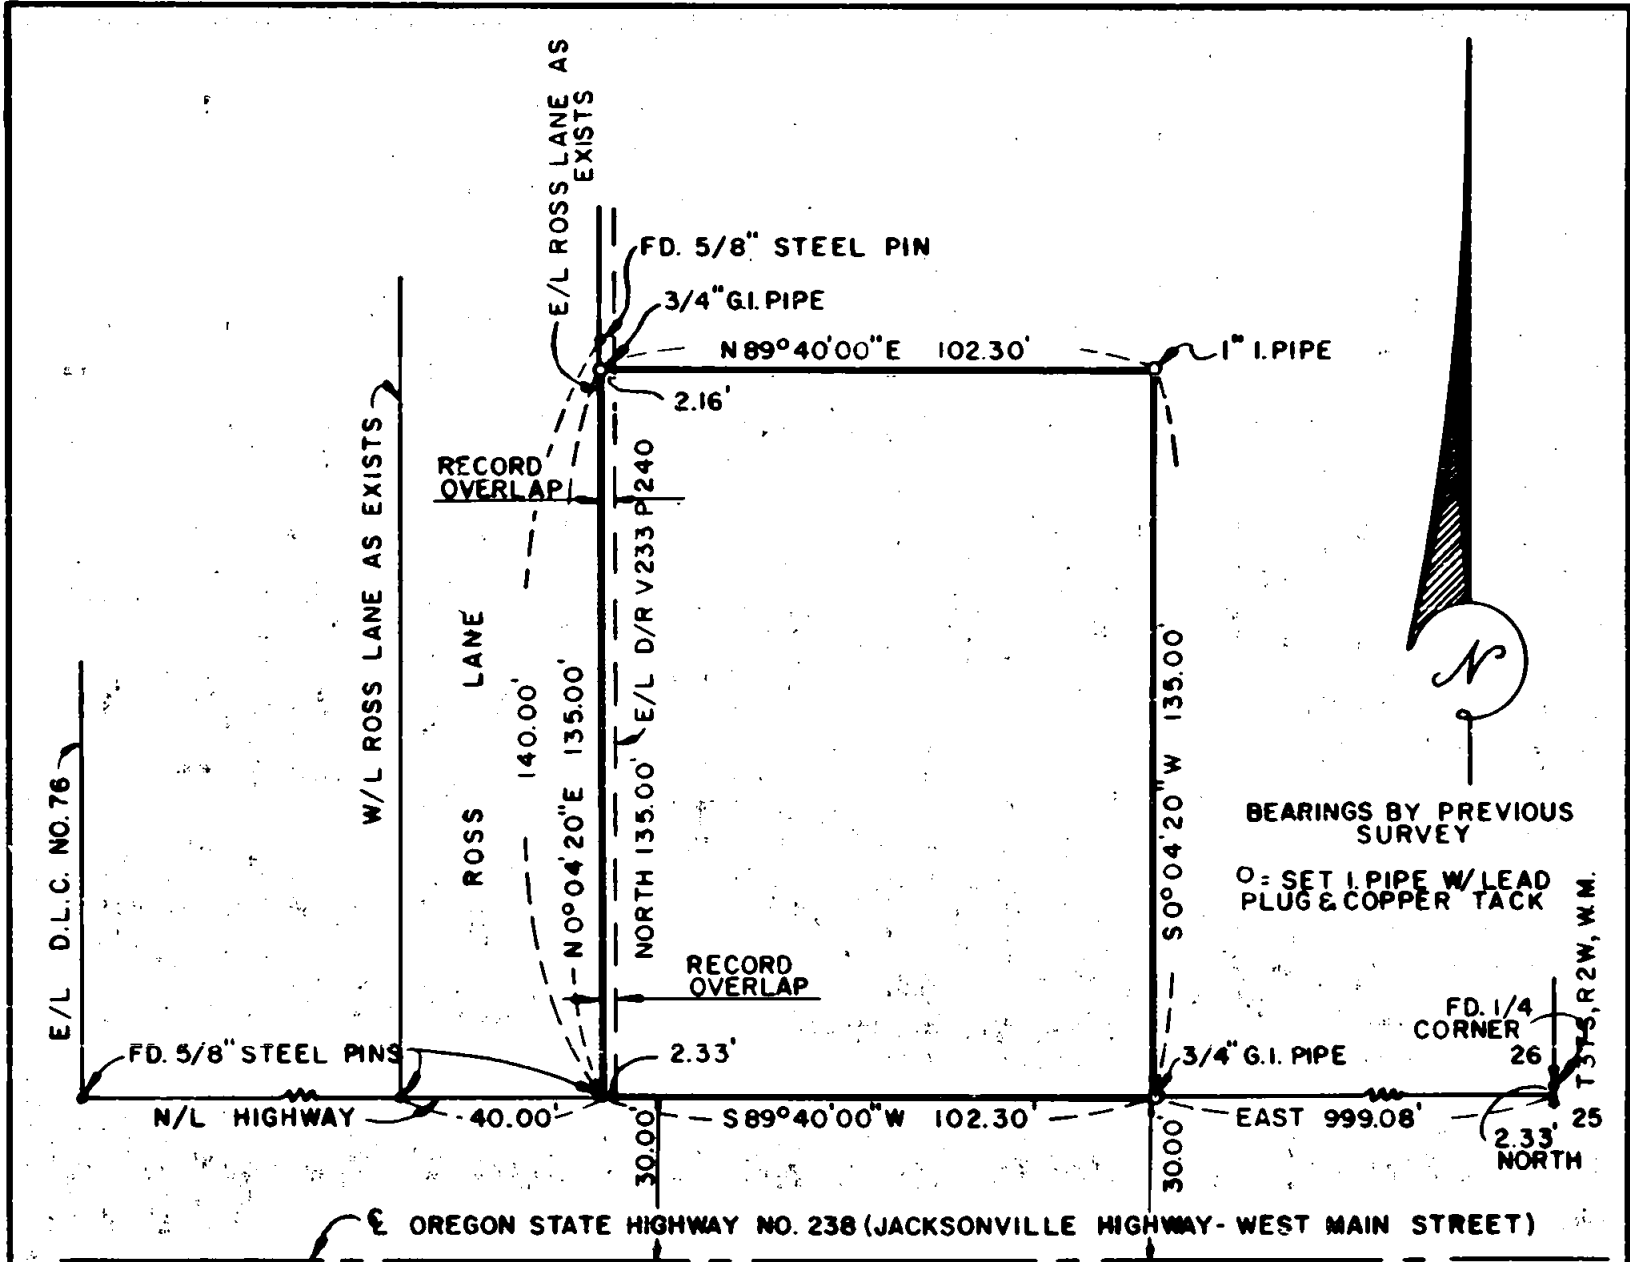 E/L ROSS LANE AS
EXISTS
FD. 5/8" STEEL PIN
3/4" G.I. PIPE
N 89° 40' 00" E 102.30'
1" I. PIPE
2.16'
RECORD
OVERLAP
W/L ROSS LANE AS EXISTS
ROSS LANE
140.00'
N 0° 04' 20" E 135.00'
NORTH 135.00'
E/L D/R V 233 P 240
S 0° 04' 20" W 135.00'
N
BEARINGS BY PREVIOUS
SURVEY
O = SET I. PIPE W/ LEAD
PLUG & COPPER TACK
E/L D.L.C. NO. 76
RECORD
OVERLAP
T37S, R2W, W.M.
FD. 1/4
CORNER
26
25
FD. 5/8" STEEL PINS
2.33'
3/4" G.I. PIPE
N/L HIGHWAY
40.00'
S 89° 40' 00" W 102.30'
EAST 999.08'
2.33'
NORTH
30.00
30.00
℄ OREGON STATE HIGHWAY NO. 238 (JACKSONVILLE HIGHWAY - WEST MAIN STREET)